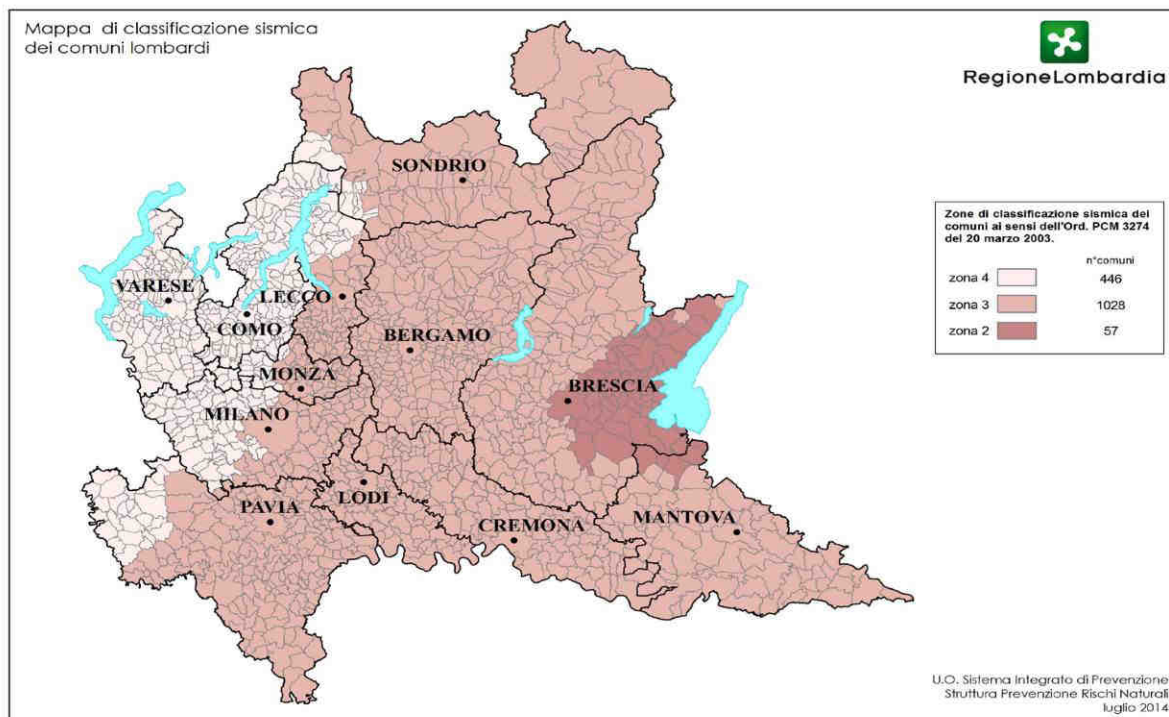 Mappa di classificazione sismica
dei comuni lombardi
RegioneLombardia
SONDRIO
VARESE
LECCO
COMO
BERGAMO
MONZA
BRESCIA
MILANO
LODI
PAVIA
CREMONA
MANTOVA
Zone di classificazione sismica dei
comuni ai sensi dell'Ord. PCM 3274
del 20 marzo 2003.
n°comuni
zona 4 446
zona 3 1028
zona 2 57
U.O. Sistema Integrato di Prevenzione
Struttura Prevenzione Rischi Naturali
luglio 2014